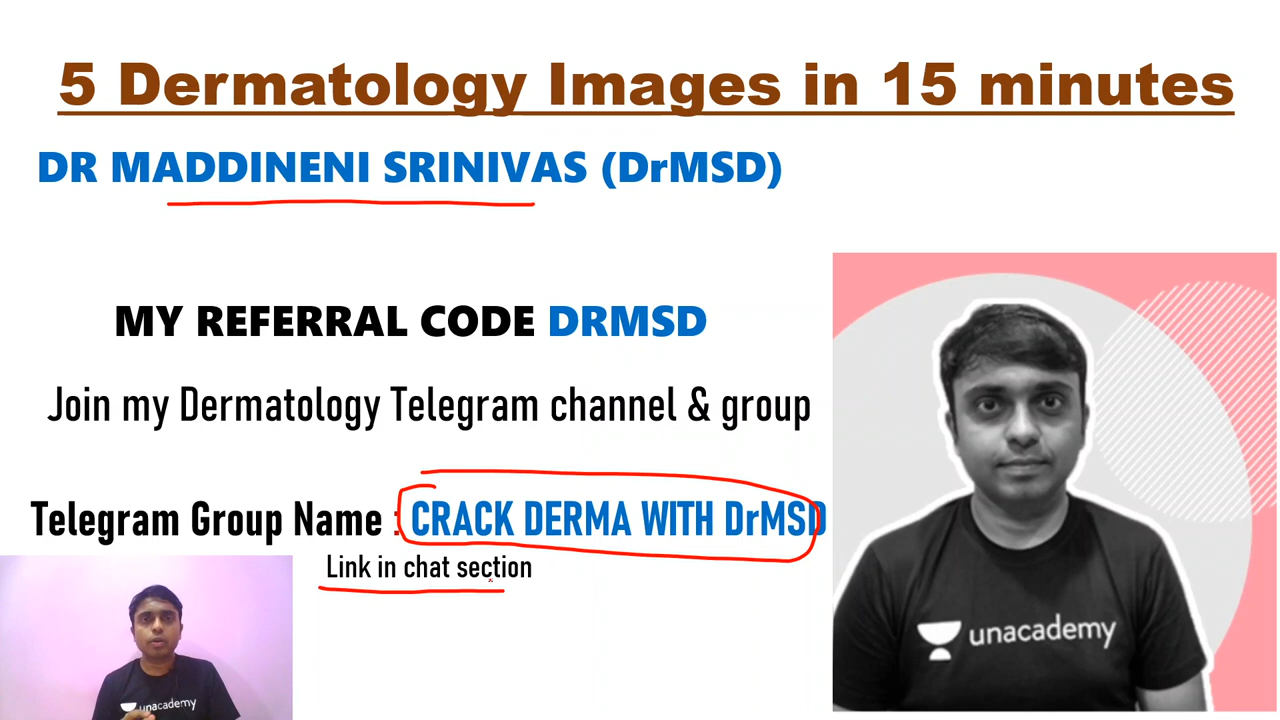 5 Dermatology Images in 15 minutes
DR MADDINENI SRINIVAS (DrMSD)
MY REFERRAL CODE DRMSD
Join my Dermatology Telegram channel & group
Telegram Group Name : CRACK DERMA WITH DrMSD
Link in chat section
unacademy
unacademy